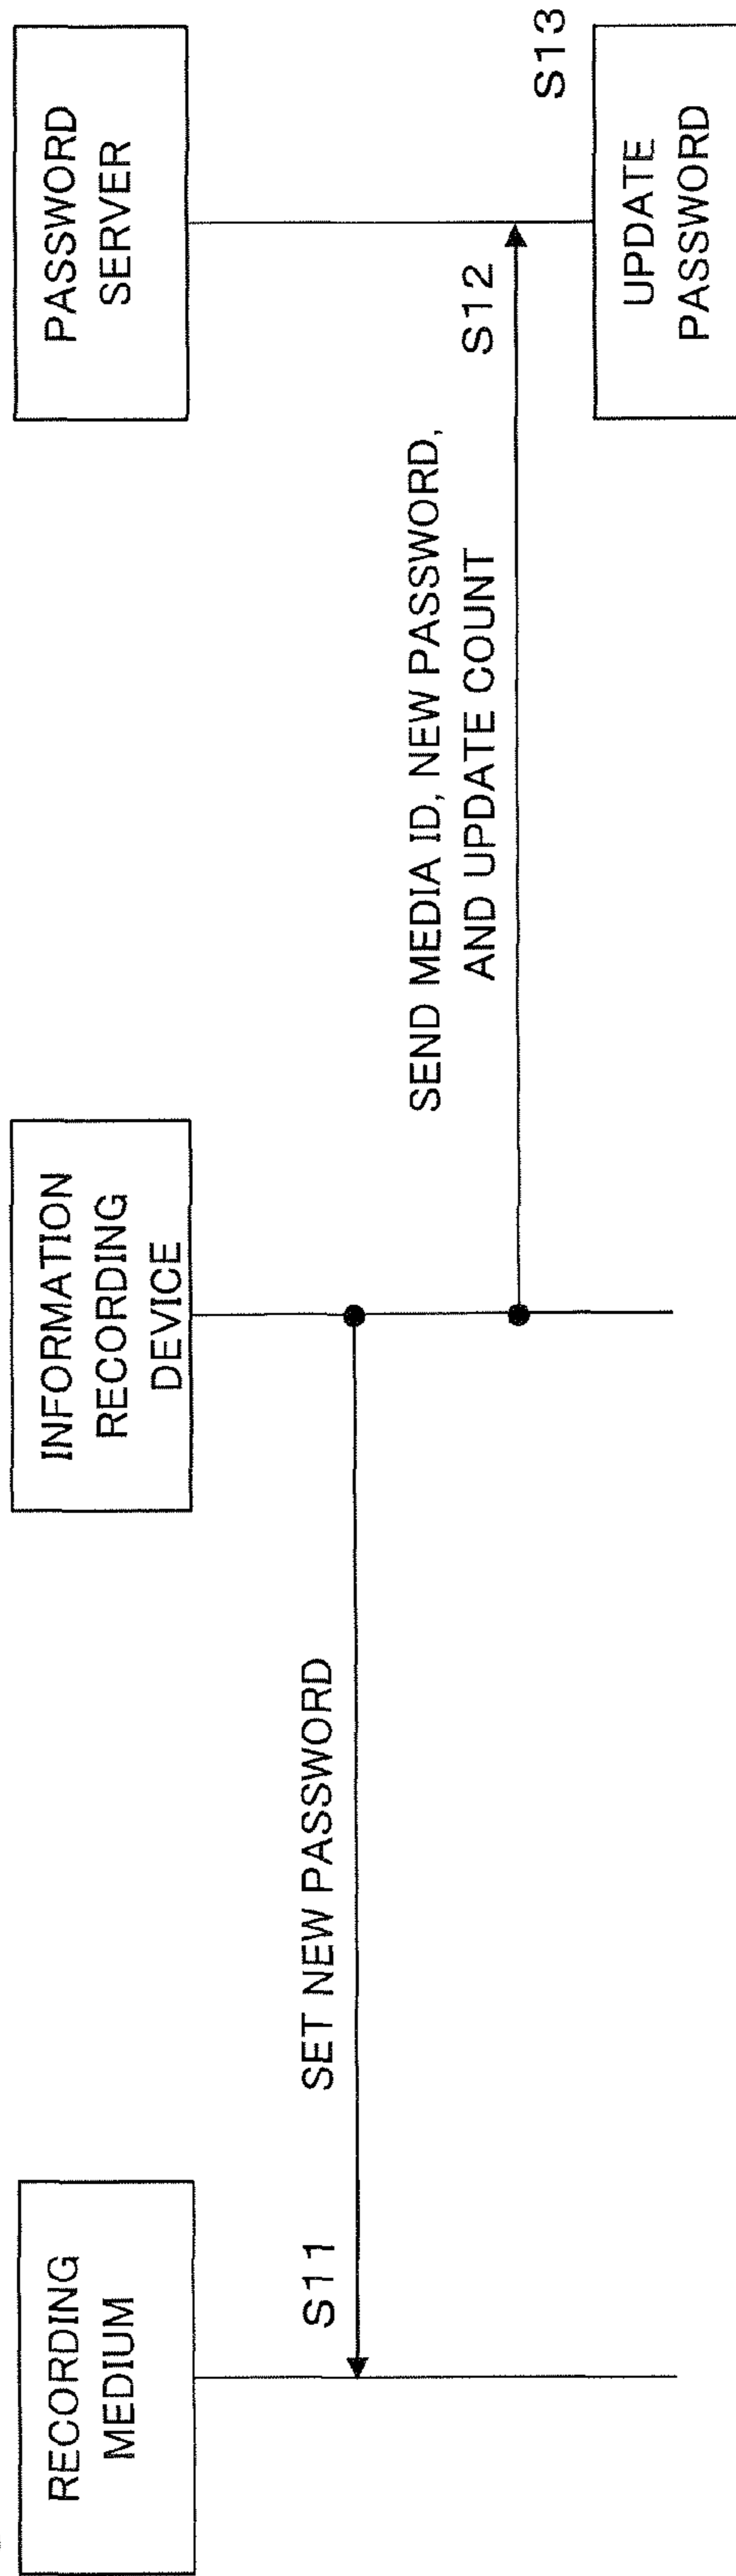 RECORDING
MEDIUM
INFORMATION
RECORDING
DEVICE
PASSWORD
SERVER
S11
SET NEW PASSWORD
SEND MEDIA ID, NEW PASSWORD,
AND UPDATE COUNT
S12
S13
UPDATE
PASSWORD